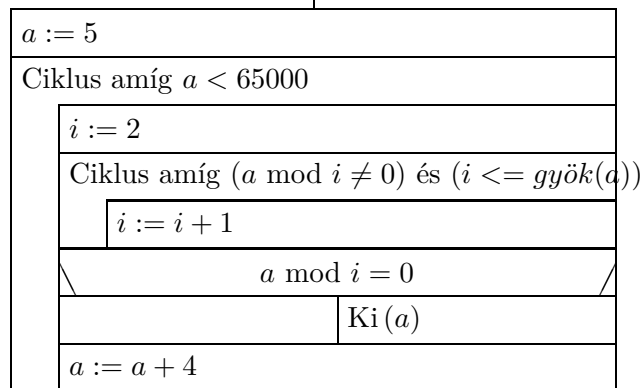 a := 5
Ciklus amíg a < 65000
i := 2
Ciklus amíg (a mod i ≠ 0) és (i <= gyök(a))
i := i + 1
a mod i = 0
Ki (a)
a := a + 4